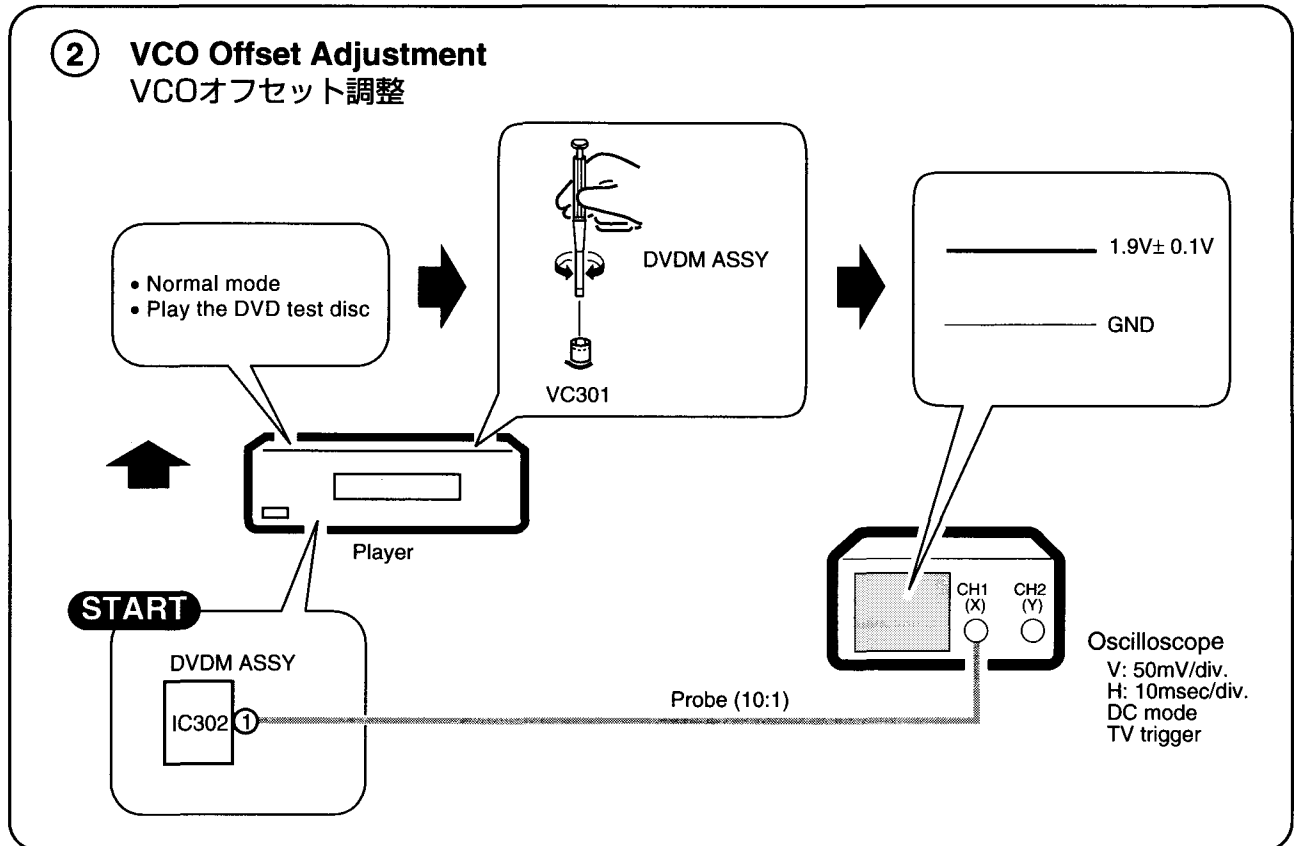 2 VCO Offset Adjustment
VCOオフセット調整
• Normal mode
• Play the DVD test disc
DVDM ASSY
VC301
1.9V± 0.1V
GND
Player
START
DVDM ASSY
IC302
1
Probe (10:1)
CH1
(X)
CH2
(Y)
Oscilloscope
V: 50mV/div.
H: 10msec/div.
DC mode
TV trigger